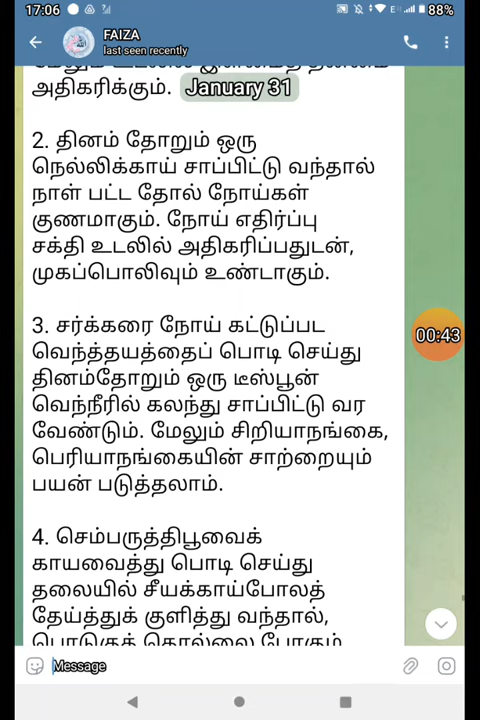 17:06
E
88%
FAIZA
last seen recently
அதிகரிக்கும்.
January 31
2. தினம் தோறும் ஒரு
நெல்லிக்காய் சாப்பிட்டு வந்தால்
நாள் பட்ட தோல் நோய்கள்
குணமாகும். நோய் எதிர்ப்பு
சக்தி உடலில் அதிகரிப்பதுடன்,
முகப்பொலிவும் உண்டாகும்.
3. சர்க்கரை நோய் கட்டுப்பட
வெந்த்தயத்தைப் பொடி செய்து
தினம்தோறும் ஒரு டீஸ்பூன்
வெந்நீரில் கலந்து சாப்பிட்டு வர
வேண்டும். மேலும் சிறியாநங்கை,
பெரியாநங்கையின் சாற்றையும்
பயன் படுத்தலாம்.
00:43
4. செம்பருத்திபூவைக்
காயவைத்து பொடி செய்து
தலையில் சீயக்காய்போலத்
தேய்த்துக் குளித்து வந்தால்,
பொடுகுத் தொல்லை போகும்
Message